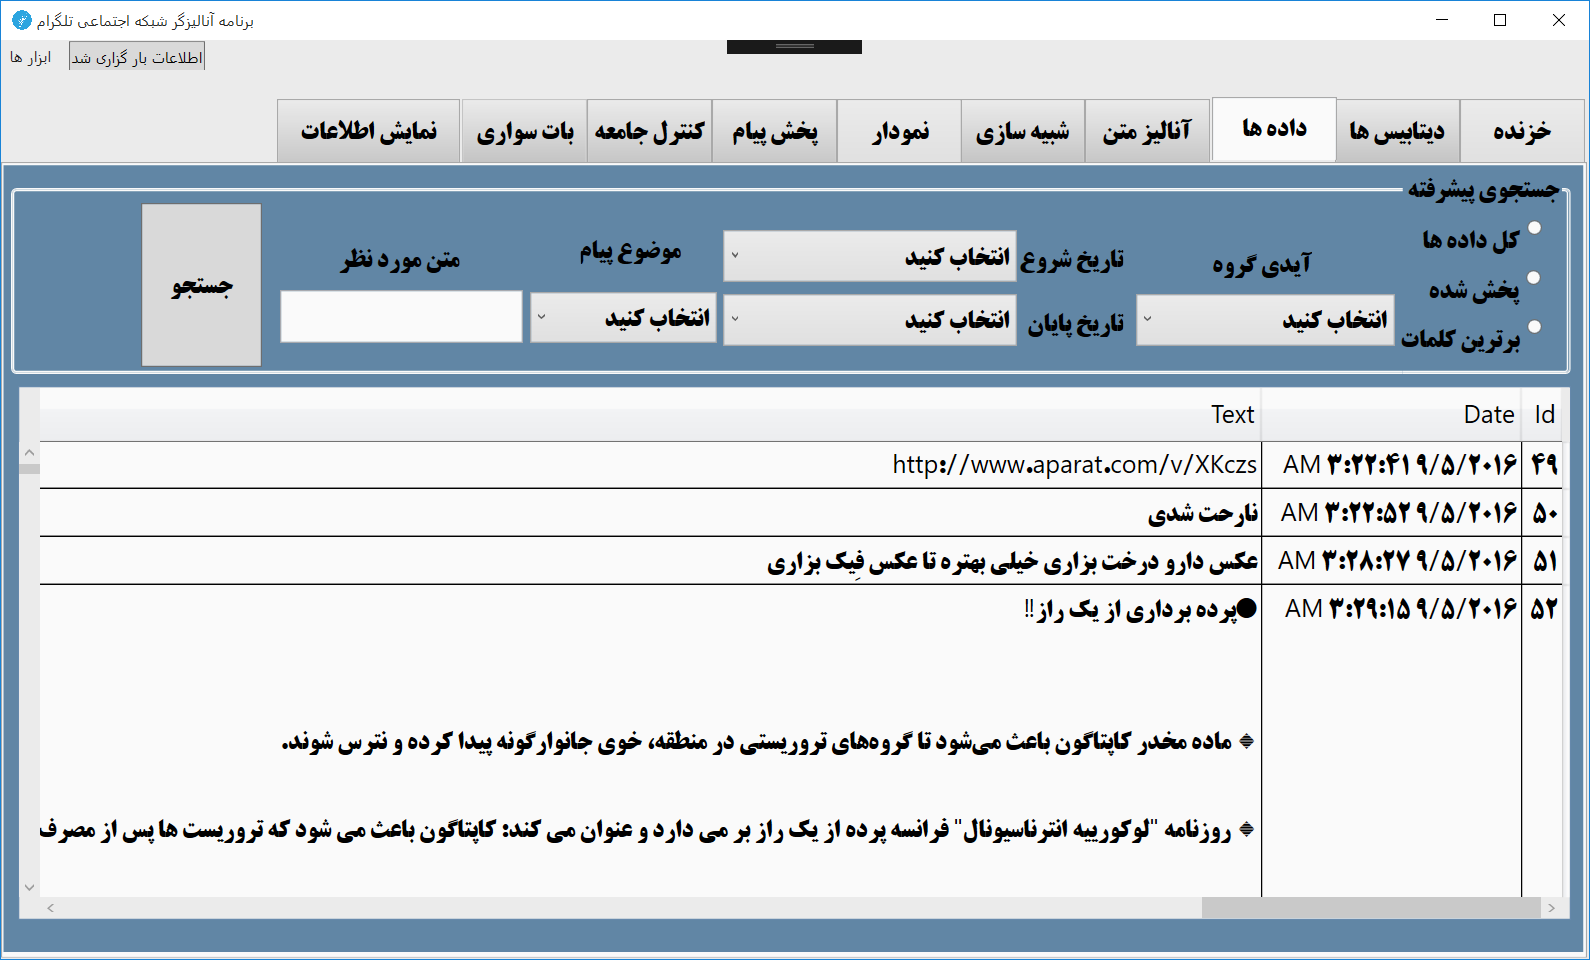 برنامه آنالیزگر شبکه اجتماعی تلگرام
ابزار ها
اطلاعات بار گزاری شد
خزنده
دیتابیس ها
داده ها
آنالیز متن
شبیه سازی
نمودار
پخش پیام
کنترل جامعه
بات سواری
نمایش اطلاعات
جستجوی پیشرفته
کل داده ها
پخش شده
برترین کلمات
آیدی گروه
انتخاب کنید
تاریخ شروع
انتخاب کنید
تاریخ پایان
انتخاب کنید
موضوع پیام
انتخاب کنید
متن مورد نظر
جستجو
Id Date Text
۴۹ ۹/۵/۲۰۱۶ ۳:۲۲:۴۱ AM http://www.aparat.com/v/XKczs
۵۰ ۹/۵/۲۰۱۶ ۳:۲۲:۵۲ AM نارحت شدی
۵۱ ۹/۵/۲۰۱۶ ۳:۲۸:۲۷ AM عکس دارو درخت بزاری خیلی بهتره تا عکس فِیک بزاری
۵۲ ۹/۵/۲۰۱۶ ۳:۲۹:۱۵ AM ●پرده برداری از یک راز‼
ماده مخدر کاپتاگون باعث می‌شود تا گروه‌های تروریستی در منطقه، خوی جانوارگونه پیدا کرده و نترس شوند.
روزنامه "لوکورییه انترناسیونال" فرانسه پرده از یک راز بر می دارد و عنوان می کند: کاپتاگون باعث می شود که تروریست ها پس از مصرف